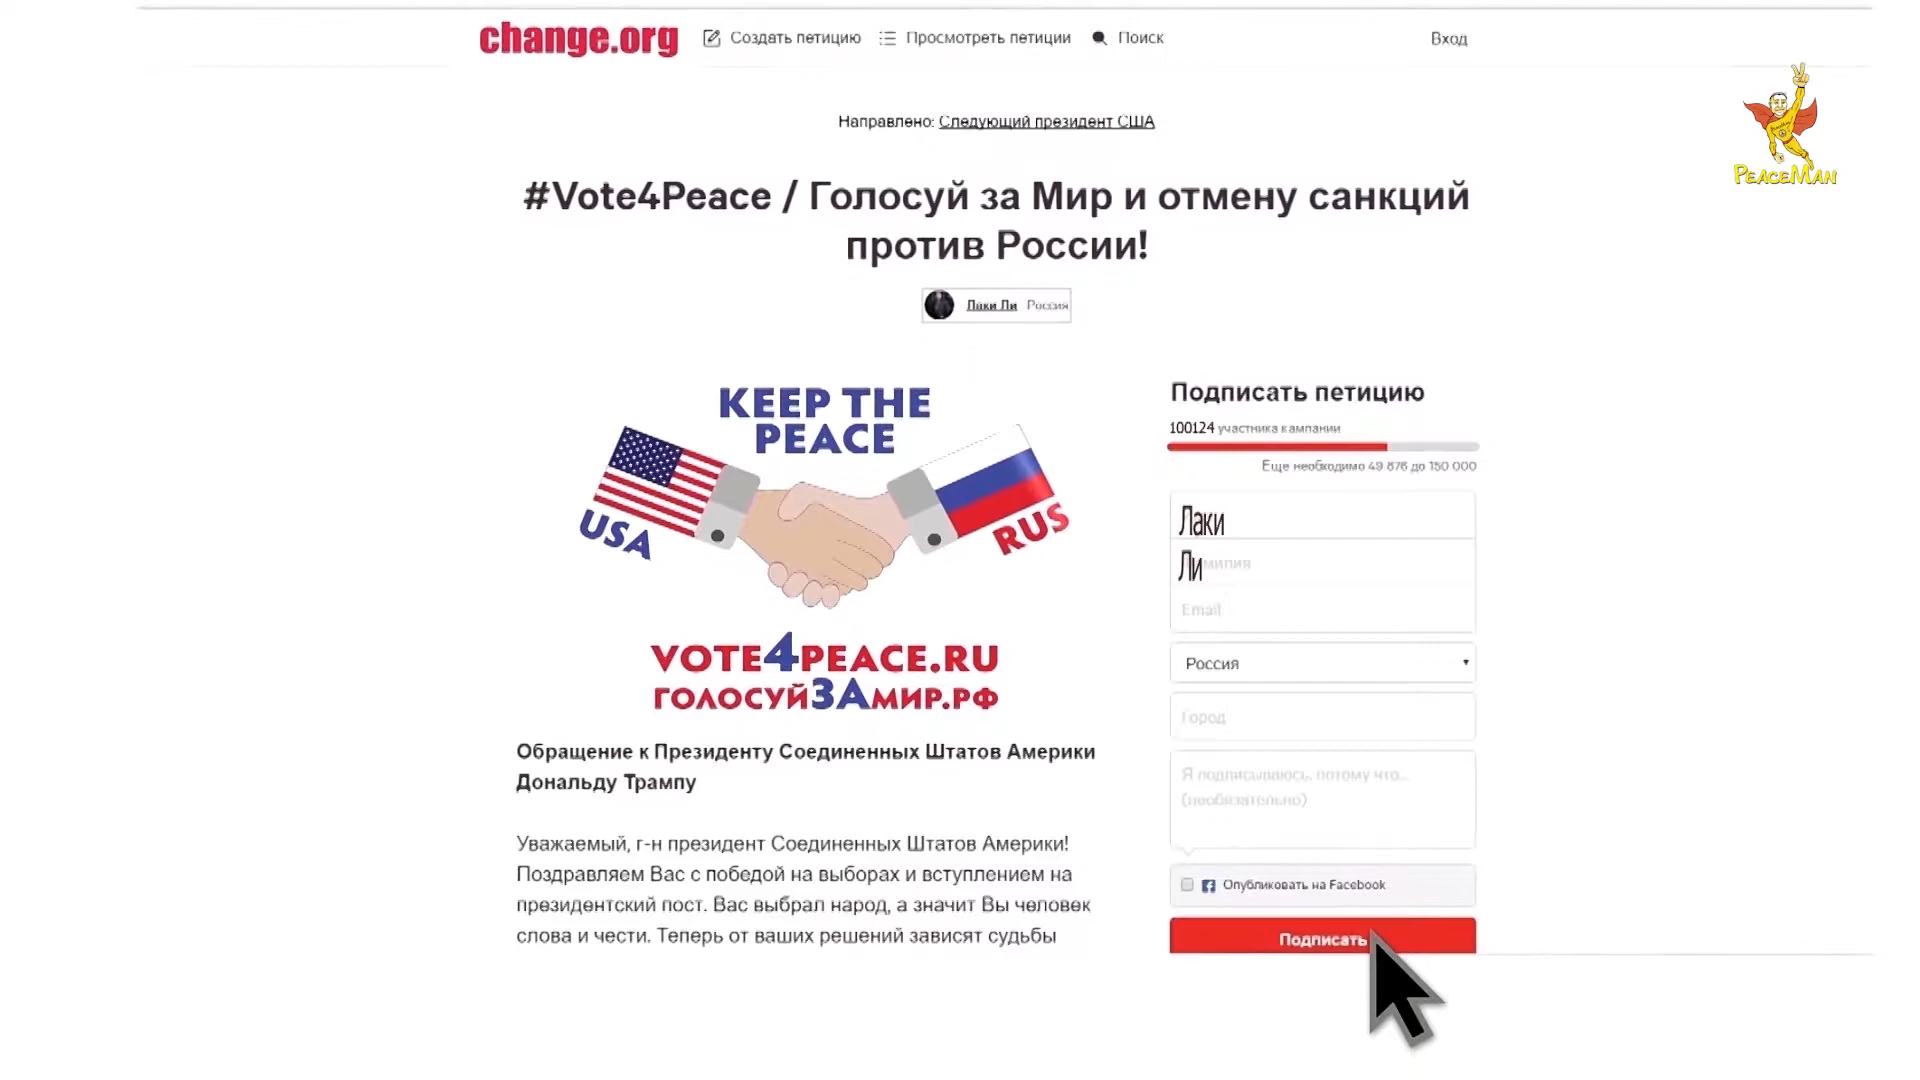 change.org
Создать петицию
Просмотреть петиции
Поиск
Вход
PEACEMAN
Направлено: Следующий президент США
#Vote4Peace / Голосуй за Мир и отмену санкций
против России!
Лаки Ли Россия
KEEP THE
PEACE
USA
RUS
VOTE4PEACE.RU
ГОЛОСУЙЗАМИР.РФ
Обращение к Президенту Соединенных Штатов Америки
Дональду Трампу
Уважаемый, г-н президент Соединенных Штатов Америки!
Поздравляем Вас с победой на выборах и вступлением на
президентский пост. Вас выбрал народ, а значит Вы человек
слова и чести. Теперь от ваших решений зависят судьбы
Подписать петицию
100124 участника кампании
Еще необходимо 49 876 до 150 000
Лаки
Ли
Email
Россия
Город
Я подписываюсь, потому что...
(необязательно)
Опубликовать на Facebook
Подписать